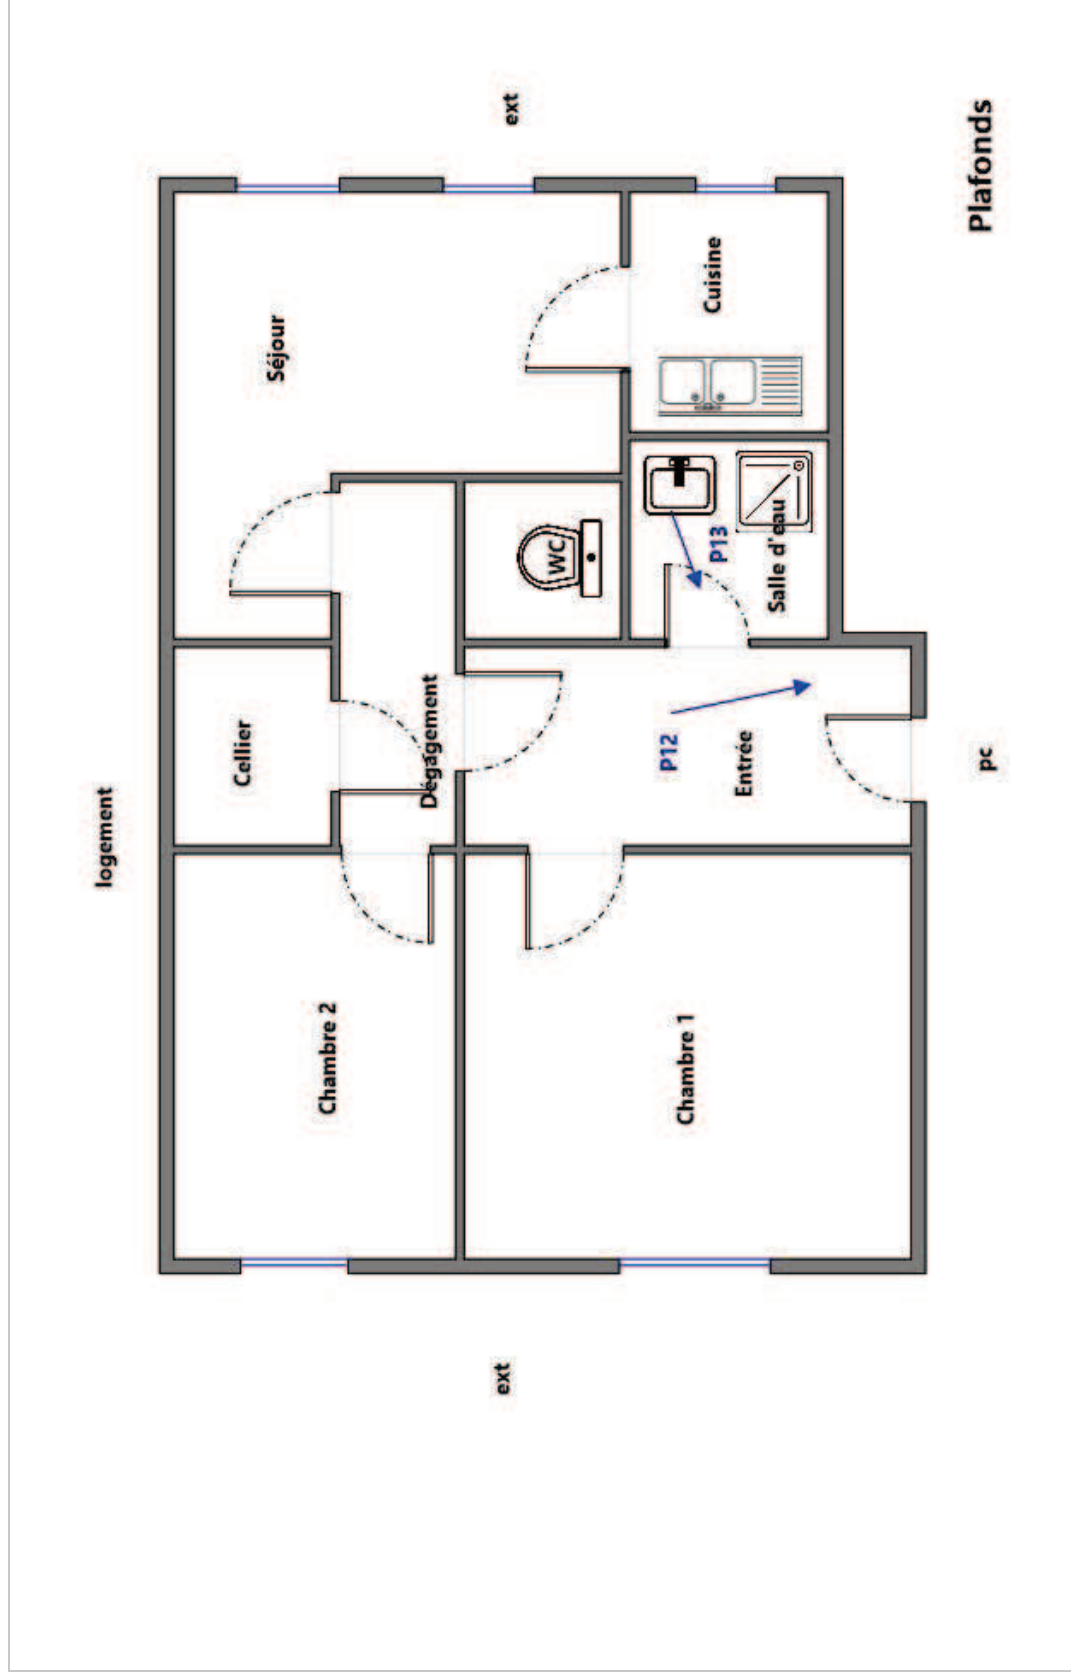 logement
ext
ext
Séjour
Cuisine
Cellier
Dégagement
WC
P13
Salle d'eau
P12
Entrée
Chambre 2
Chambre 1
pc
Plafonds